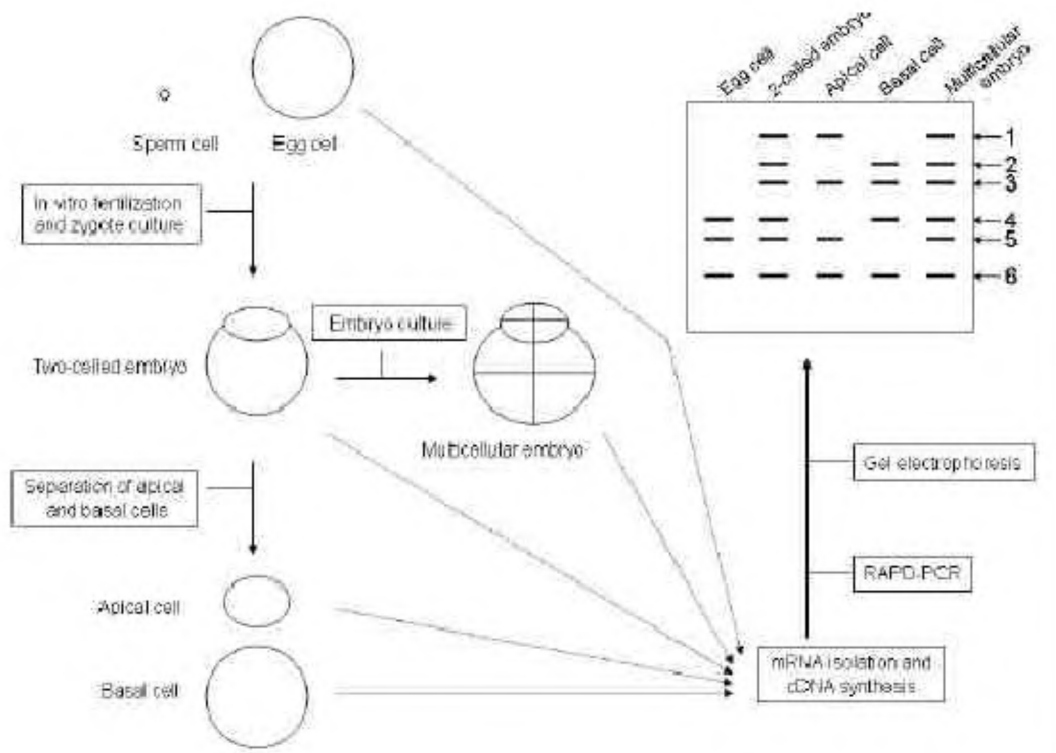 Egg cell
2-called embryo
Apical cell
Basal cell
Multicellular
embryo
Sperm cell
Egg cell
1
2
3
4
5
6
In vitro fertilization
and zygote culture
Embryo culture
Two-celled embryo
Multicellular embryo
Gel electrophoresis
Separation of apical
and basal cells
RAPD-PCR
Apical cell
mRNA isolation and
cDNA synthesis
Basal cell